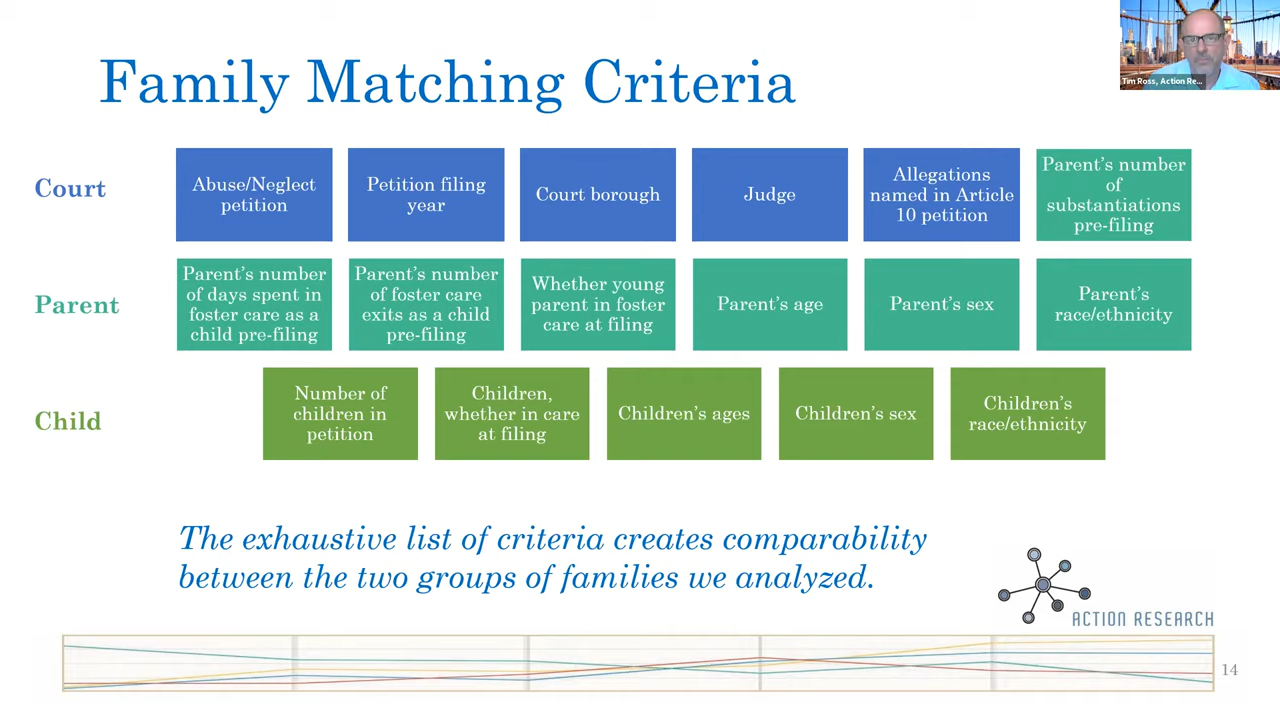 Family Matching Criteria
Tim Ross, Action Re...
Court
Abuse/Neglect
petition
Petition filing
year
Court borough
Judge
Allegations
named in Article
10 petition
Parent's number
of
substantiations
pre-filing
Parent
Parent's number
of days spent in
foster care as a
child pre-filing
Parent's number
of foster care
exits as a child
pre-filing
Whether young
parent in foster
care at filing
Parent's age
Parent's sex
Parent's
race/ethnicity
Child
Number of
children in
petition
Children,
whether in care
at filing
Children's ages
Children's sex
Children's
race/ethnicity
The exhaustive list of criteria creates comparability
between the two groups of families we analyzed.
ACTION RESEARCH
14